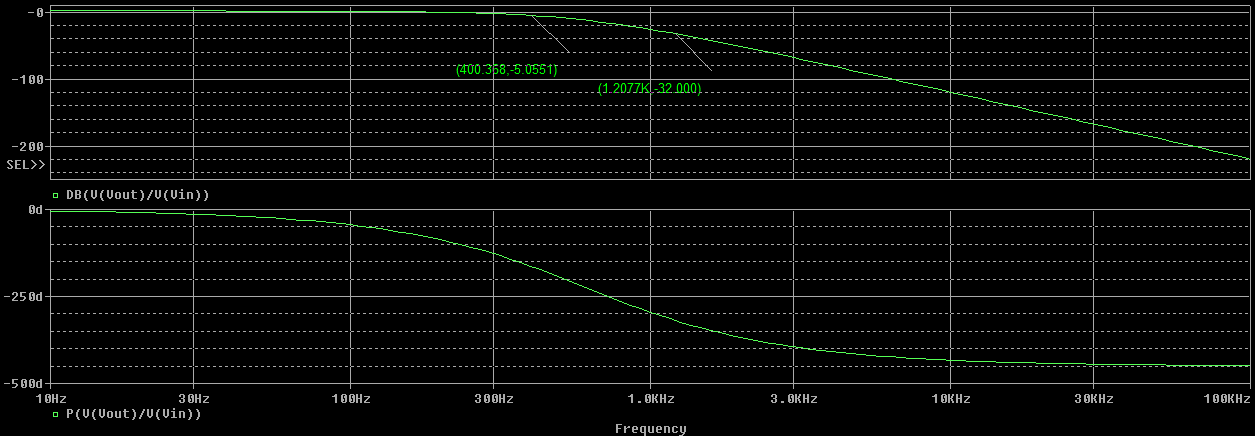 -0
(400.368,-5.0551)
-100
(1.2077K,-32.000)
-200
SEL>>
DB(V(Vout)/V(Vin))
0d
-250d
-500d
10Hz 30Hz 100Hz 300Hz 1.0KHz 3.0KHz 10KHz 30KHz 100KHz
P(V(Vout)/V(Vin))
Frequency